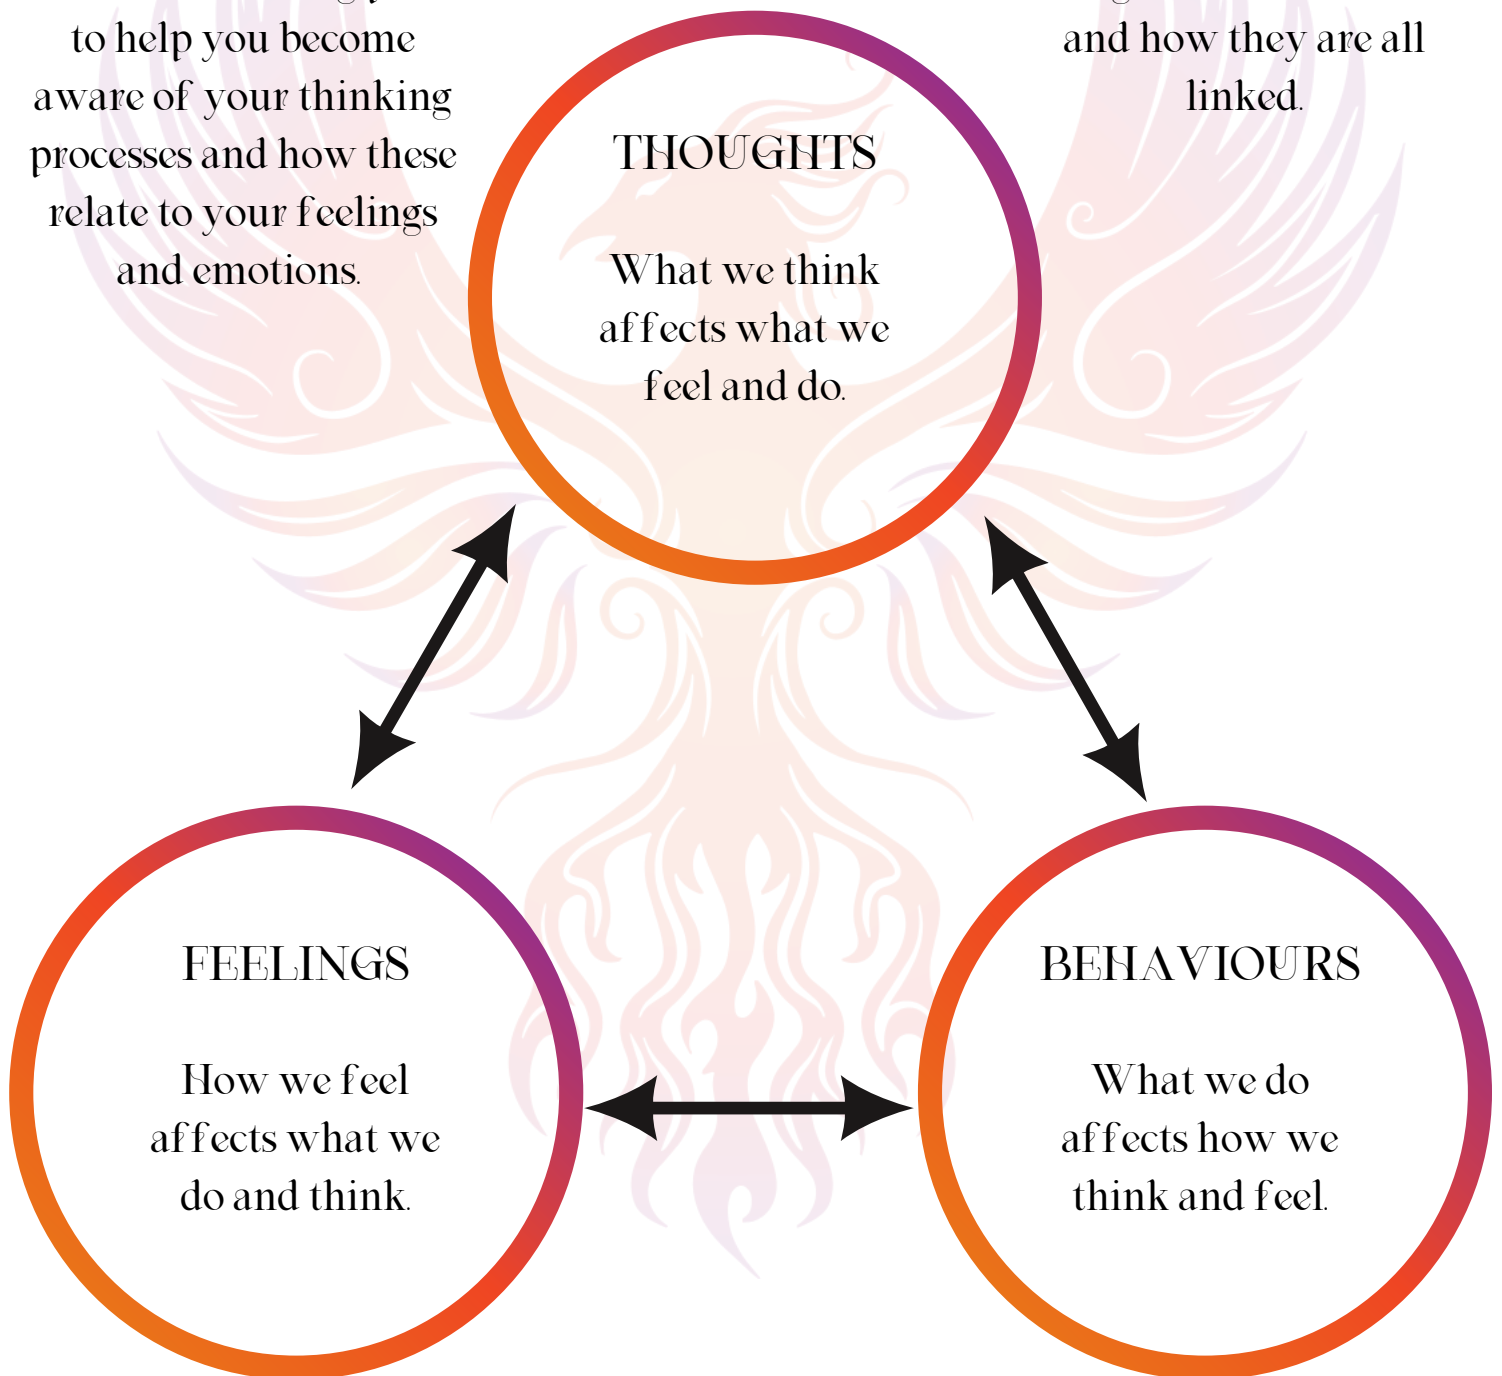 to help you become
aware of your thinking
processes and how these
relate to your feelings
and emotions.
and how they are all
linked.
THOUGHTS
What we think
affects what we
feel and do.
FEELINGS
How we feel
affects what we
do and think.
BEHAVIOURS
What we do
affects how we
think and feel.